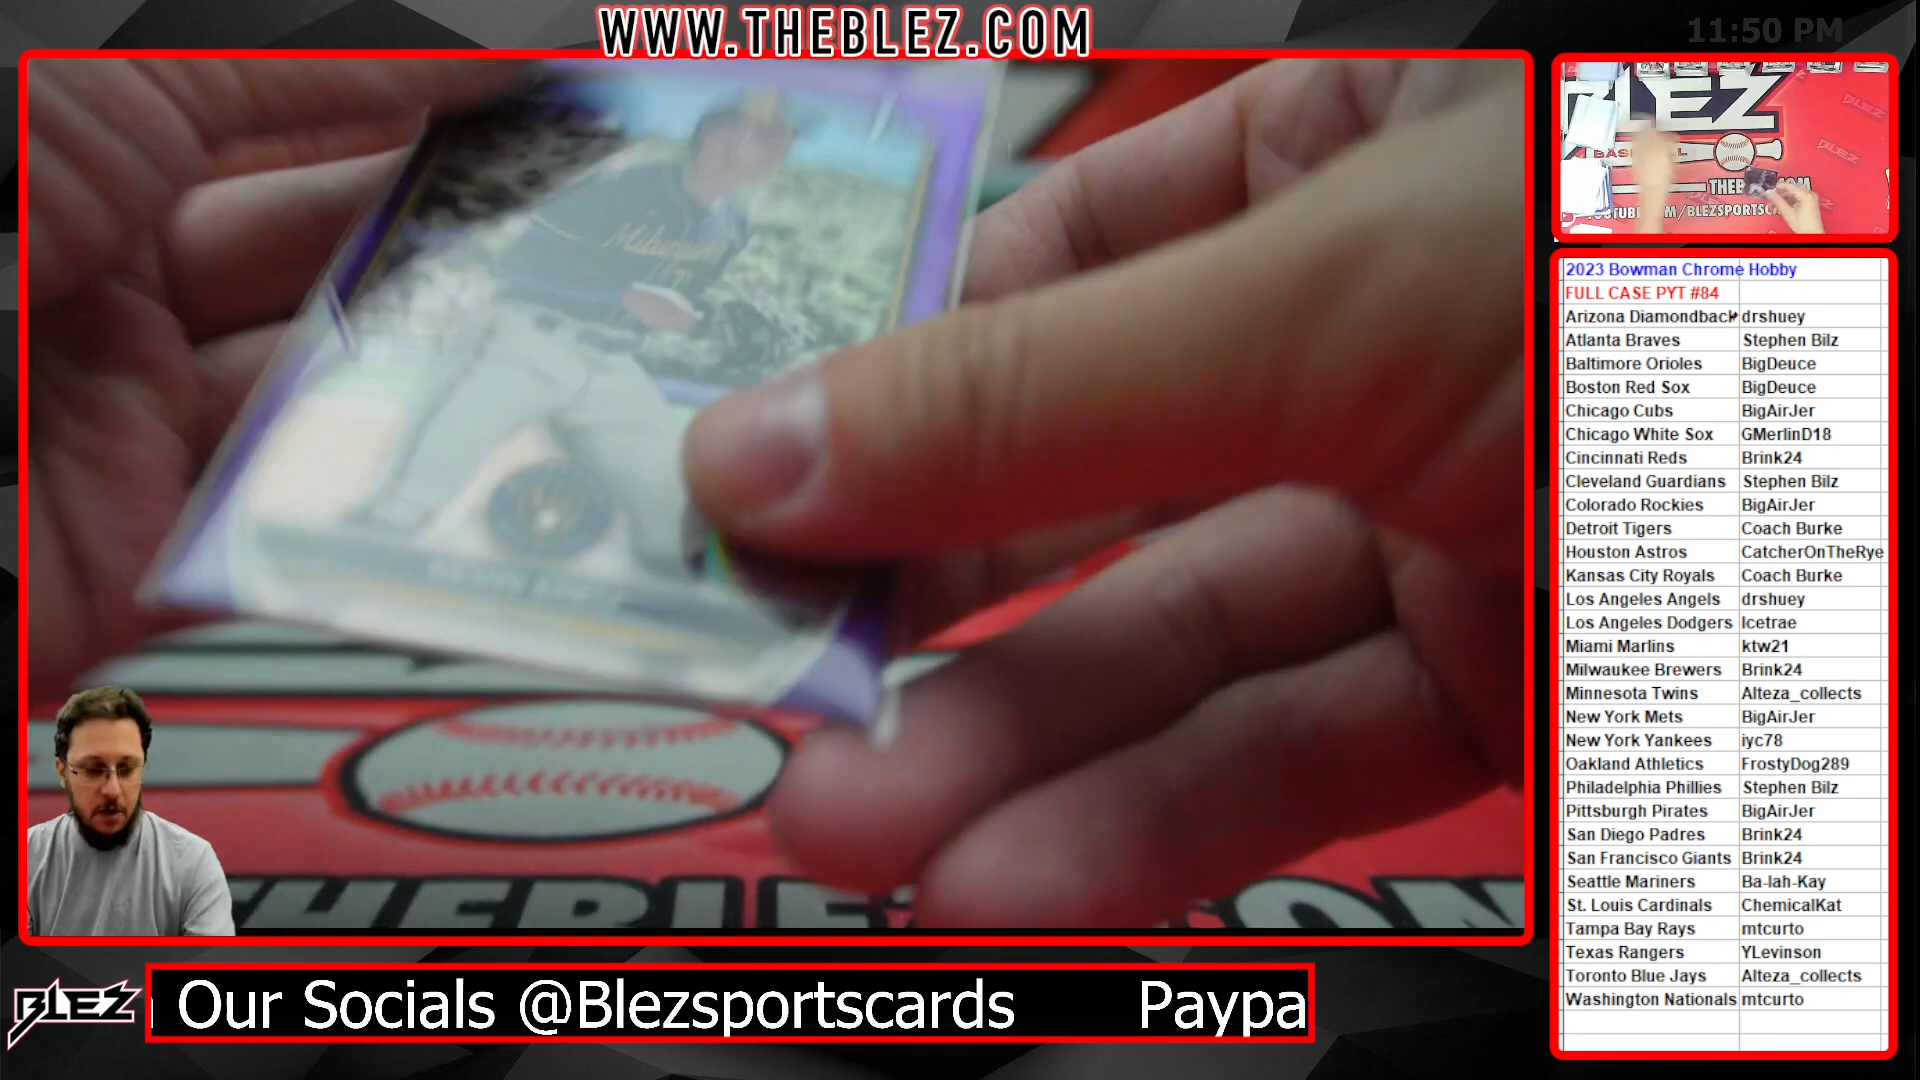 WWW.THEBLEZ.COM
11:50 PM
Milwaukee
BLEZ
BLEZ
BLEZ
THEBLEZ.COM
2023 Bowman Chrome Hobby
FULL CASE PYT #84
Arizona Diamondback drshuey
Atlanta Braves Stephen Bilz
Baltimore Orioles BigDeuce
Boston Red Sox BigDeuce
Chicago Cubs BigAirJer
Chicago White Sox GMerlinD18
Cincinnati Reds Brink24
Cleveland Guardians Stephen Bilz
Colorado Rockies BigAirJer
Detroit Tigers Coach Burke
Houston Astros CatcherOnTheRye
Kansas City Royals Coach Burke
Los Angeles Angels drshuey
Los Angeles Dodgers Icetrae
Miami Marlins ktw21
Milwaukee Brewers Brink24
Minnesota Twins Alteza_collects
New York Mets BigAirJer
New York Yankees iyc78
Oakland Athletics FrostyDog289
Philadelphia Phillies Stephen Bilz
Pittsburgh Pirates BigAirJer
San Diego Padres Brink24
San Francisco Giants Brink24
Seattle Mariners Ba-lah-Kay
St. Louis Cardinals ChemicalKat
Tampa Bay Rays mtcurto
Texas Rangers YLevinson
Toronto Blue Jays Alteza_collects
Washington Nationals mtcurto
BLEZ
Our Socials @Blezsportscards Paypa